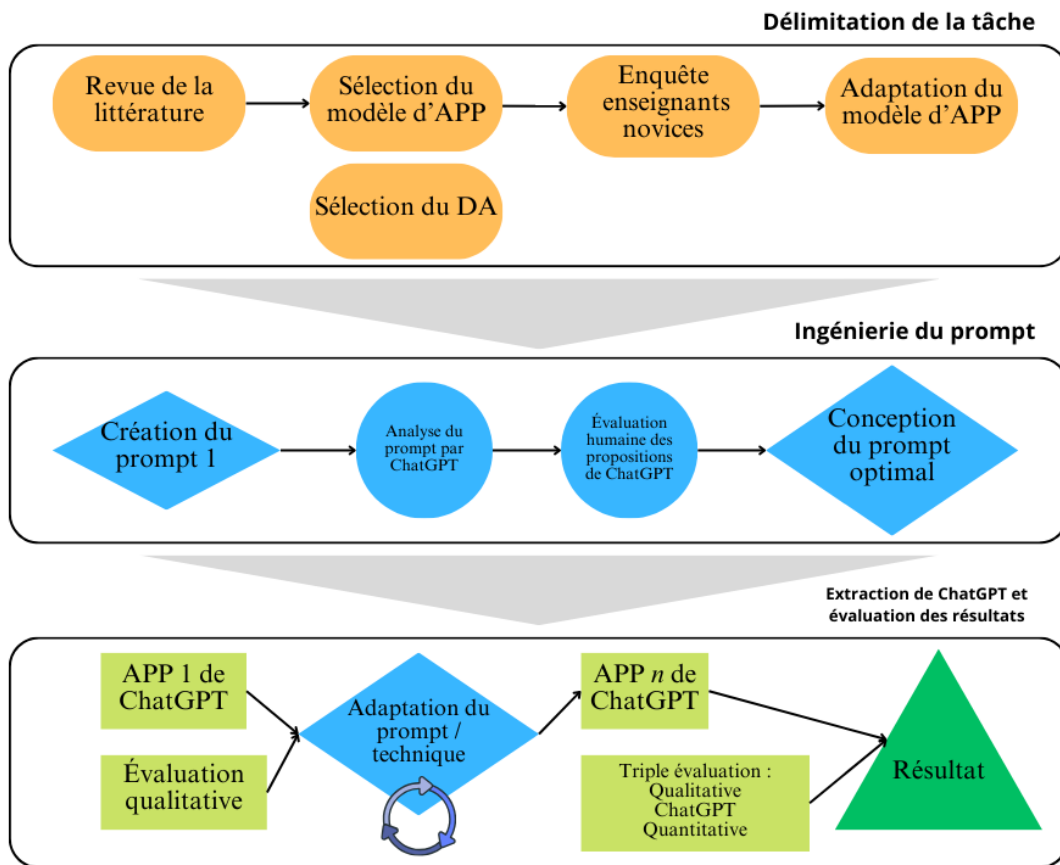 Délimitation de la tâche
Revue de la
littérature
Sélection du
modèle d'APP
Enquête
enseignants
novices
Adaptation du
modèle d'APP
Sélection du DA
Ingénierie du prompt
Création du
prompt 1
Analyse du
prompt par
ChatGPT
Évaluation
humaine des
propositions
de ChatGPT
Conception
du prompt
optimal
Extraction de ChatGPT et
évaluation des résultats
APP 1 de
ChatGPT
Évaluation
qualitative
Adaptation du
prompt /
technique
APP n de
ChatGPT
Triple évaluation :
Qualitative
ChatGPT
Quantitative
Résultat